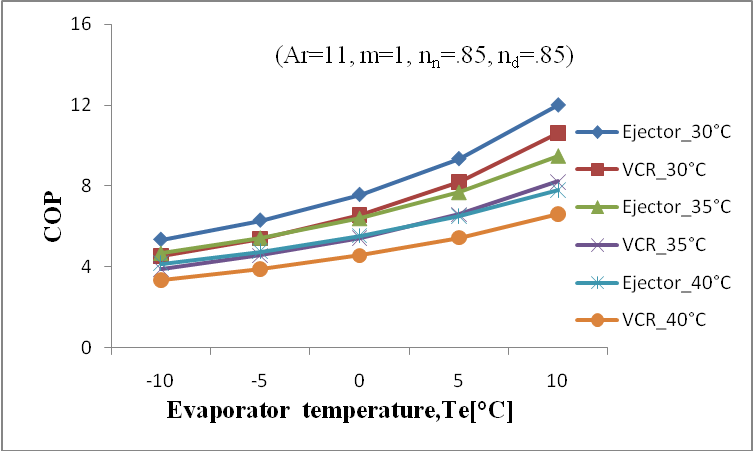 16
(Ar=11, m=1, nn=.85, nd=.85)
12
8
4
0
COP
-10 -5 0 5 10
Evaporator temperature,Te[°C]
Ejector_30°C
VCR_30°C
Ejector_35°C
VCR_35°C
Ejector_40°C
VCR_40°C